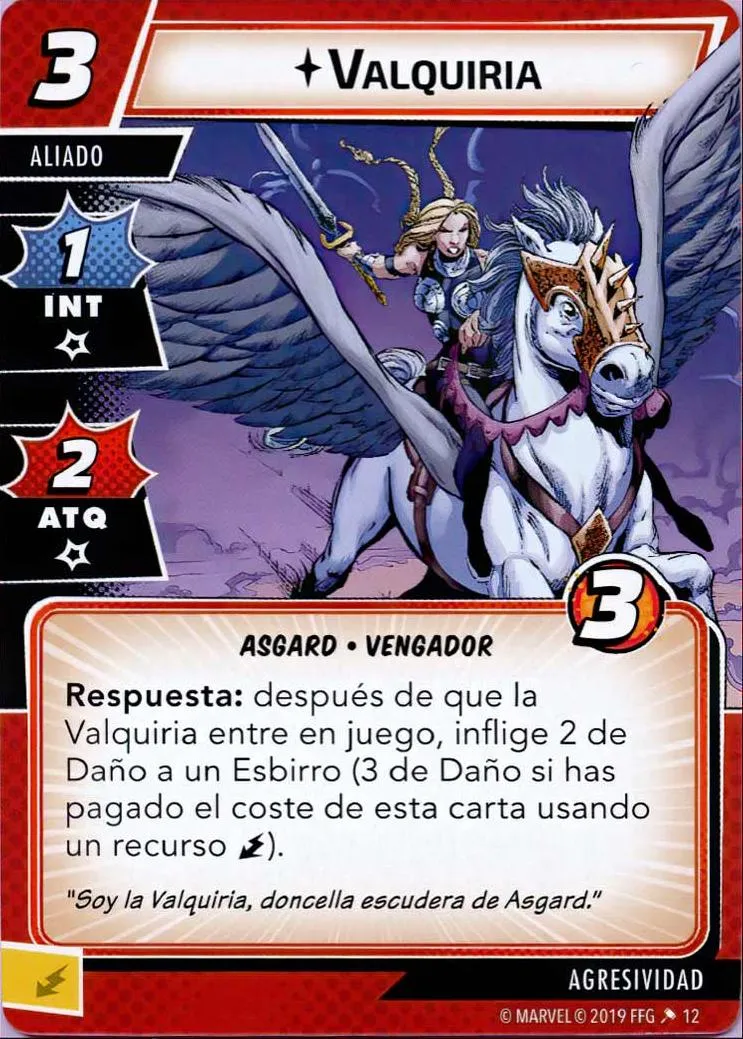 3
VALQUIRIA
ALIADO
1
INT
2
ATQ
3
ASGARD • VENGADOR
Respuesta: después de que la
Valquiria entre en juego, inflige 2 de
Daño a un Esbirro (3 de Daño si has
pagado el coste de esta carta usando
un recurso ).
"Soy la Valquiria, doncella escudera de Asgard."
AGRESIVIDAD
© MARVEL © 2019 FFG 12